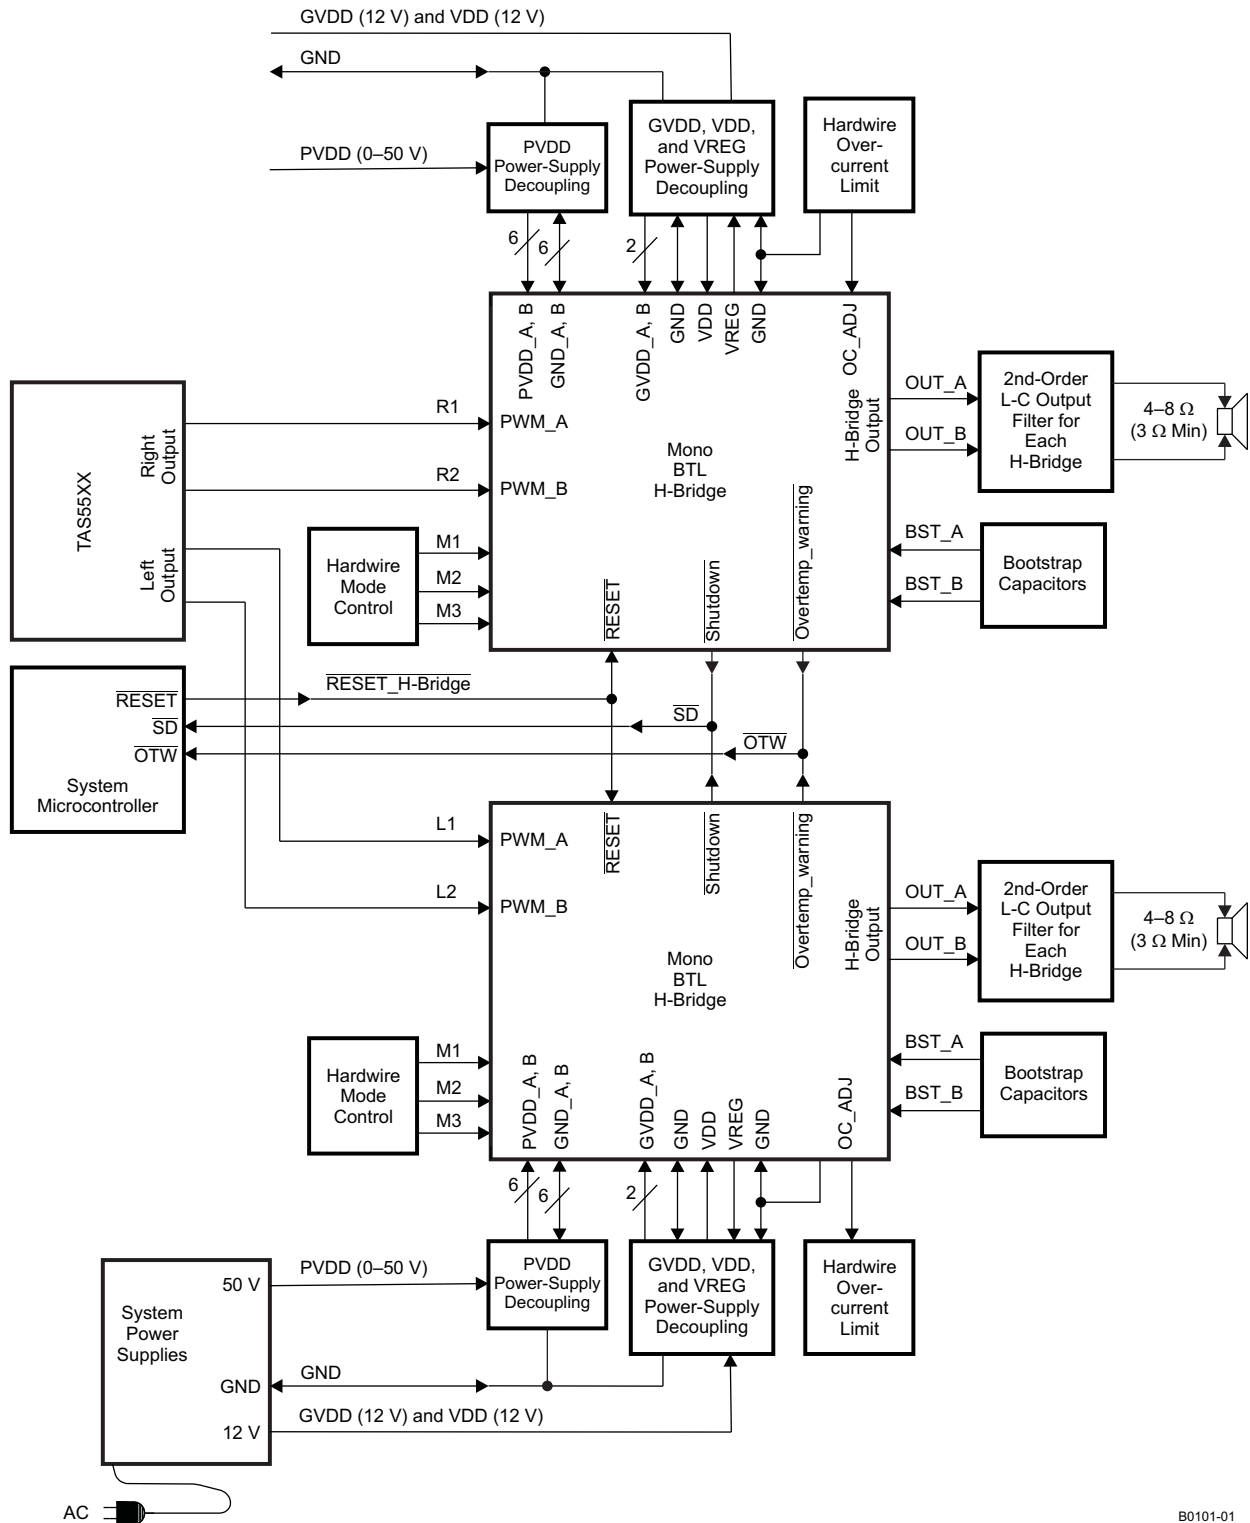 GVDD (12 V) and VDD (12 V)
GND
PVDD (0–50 V)
PVDD
Power-Supply
Decoupling
GVDD, VDD,
and VREG
Power-Supply
Decoupling
Hardwire
Over-
current
Limit
6
6
2
PVDD_A, B
GND_A, B
GVDD_A, B
GND
VDD
VREG
GND
OC_ADJ
TAS55XX
Right
Output
Left
Output
R1
R2
PWM_A
PWM_B
Mono
BTL
H-Bridge
H-Bridge
Output
OUT_A
OUT_B
2nd-Order
L-C Output
Filter for
Each
H-Bridge
4–8 Ω
(3 Ω Min)
Hardwire
Mode
Control
M1
M2
M3
RESET
Shutdown
Overtemp_warning
BST_A
BST_B
Bootstrap
Capacitors
RESET
SD
OTW
System
Microcontroller
RESET_H-Bridge
SD
OTW
L1
L2
PWM_A
PWM_B
RESET
Shutdown
Overtemp_warning
Mono
BTL
H-Bridge
H-Bridge
Output
OUT_A
OUT_B
2nd-Order
L-C Output
Filter for
Each
H-Bridge
4–8 Ω
(3 Ω Min)
Hardwire
Mode
Control
M1
M2
M3
PVDD_A, B
GND_A, B
GVDD_A, B
GND
VDD
VREG
GND
OC_ADJ
BST_A
BST_B
Bootstrap
Capacitors
6
6
2
System
Power
Supplies
50 V
GND
12 V
PVDD (0–50 V)
PVDD
Power-Supply
Decoupling
GVDD, VDD,
and VREG
Power-Supply
Decoupling
Hardwire
Over-
current
Limit
GND
GVDD (12 V) and VDD (12 V)
AC
B0101-01